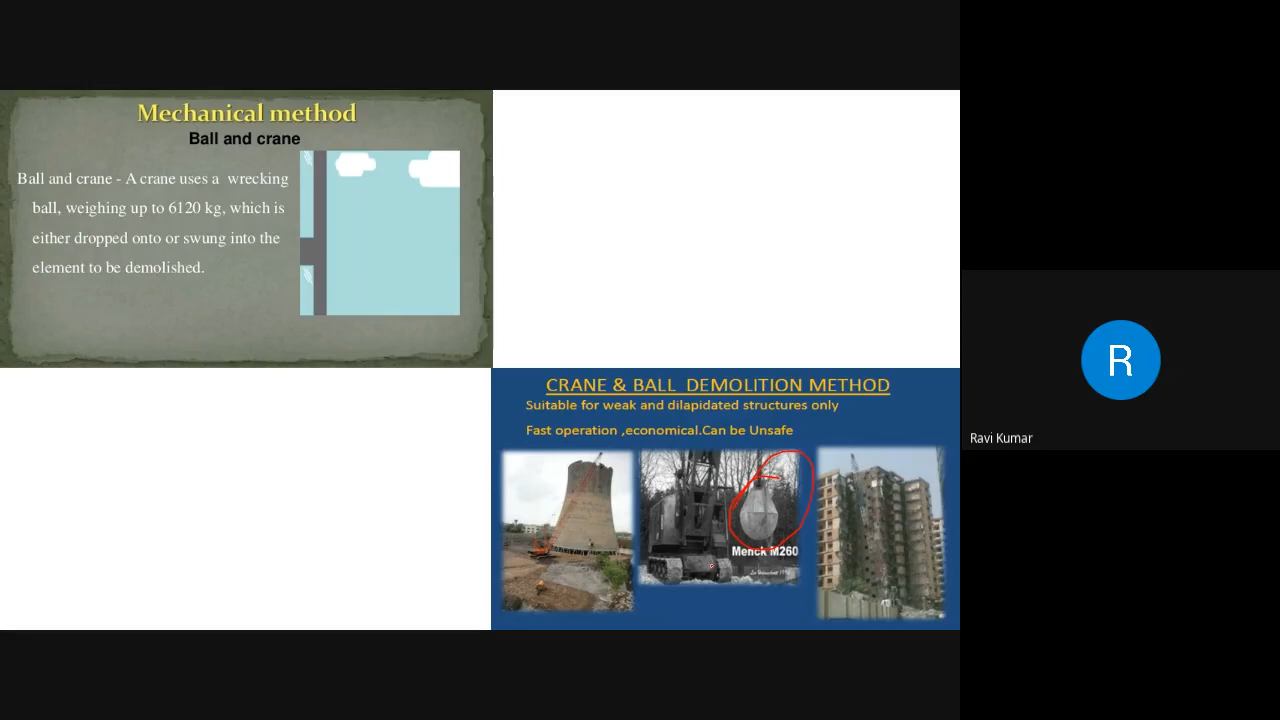 Mechanical method
Ball and crane
Ball and crane - A crane uses a wrecking
ball, weighing up to 6120 kg, which is
either dropped onto or swung into the
element to be demolished.
CRANE & BALL DEMOLITION METHOD
Suitable for weak and dilapidated structures only
Fast operation ,economical.Can be Unsafe
Menck M260
R
Ravi Kumar